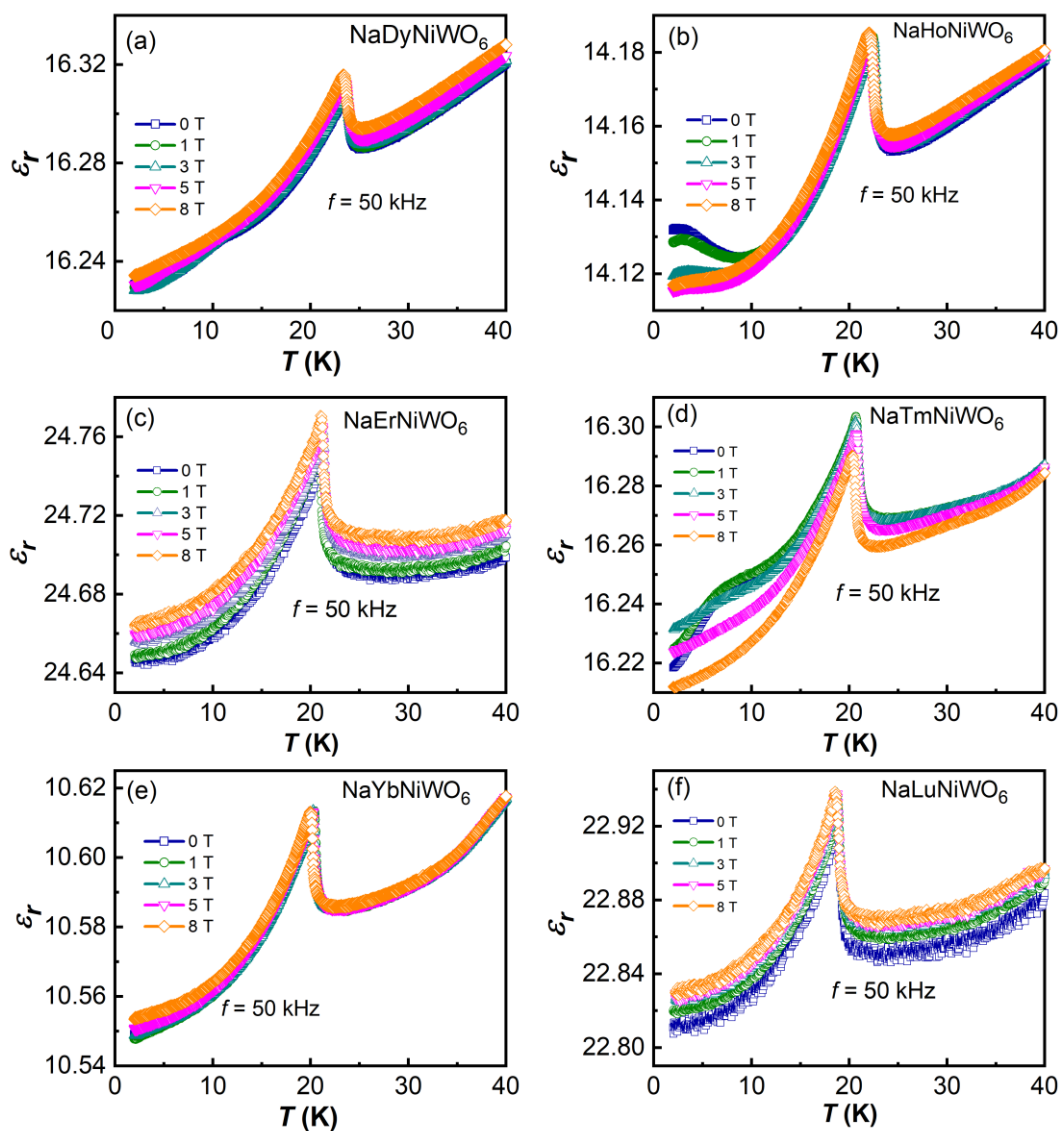 (a) NaDyNiWO₆
εr
16.32
16.28
16.24
0 T
1 T
3 T
5 T
8 T
f = 50 kHz
0 10 20 30 40
T (K)
(b) NaHoNiWO₆
εr
14.18
14.16
14.14
14.12
0 T
1 T
3 T
5 T
8 T
f = 50 kHz
0 10 20 30 40
T (K)
(c) NaErNiWO₆
εr
24.76
24.72
24.68
24.64
0 T
1 T
3 T
5 T
8 T
f = 50 kHz
0 10 20 30 40
T (K)
(d) NaTmNiWO₆
εr
16.30
16.28
16.26
16.24
16.22
0 T
1 T
3 T
5 T
8 T
f = 50 kHz
0 10 20 30 40
T (K)
(e) NaYbNiWO₆
εr
10.62
10.60
10.58
10.56
10.54
0 T
1 T
3 T
5 T
8 T
f = 50 kHz
0 10 20 30 40
T (K)
(f) NaLuNiWO₆
εr
22.92
22.88
22.84
22.80
0 T
1 T
3 T
5 T
8 T
f = 50 kHz
0 10 20 30 40
T (K)